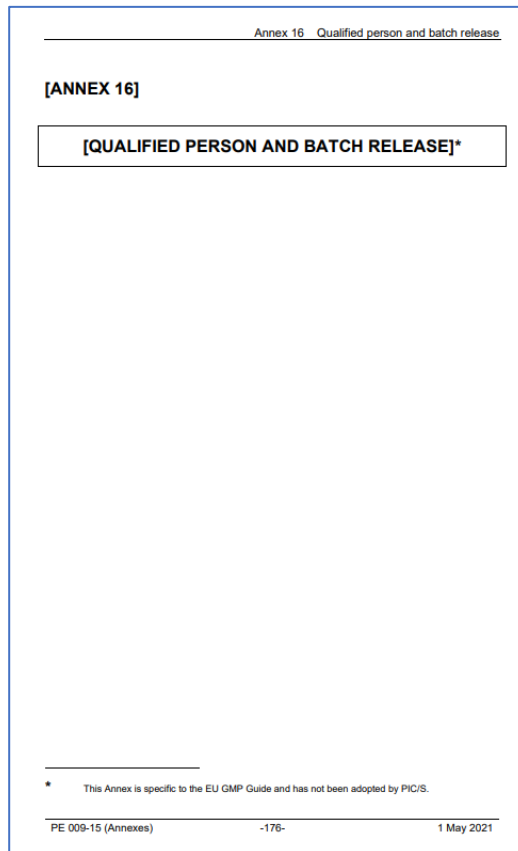 Annex 16 Qualified person and batch release
[ANNEX 16]
[QUALIFIED PERSON AND BATCH RELEASE]*
* This Annex is specific to the EU GMP Guide and has not been adopted by PIC/S.
PE 009-15 (Annexes) -176- 1 May 2021